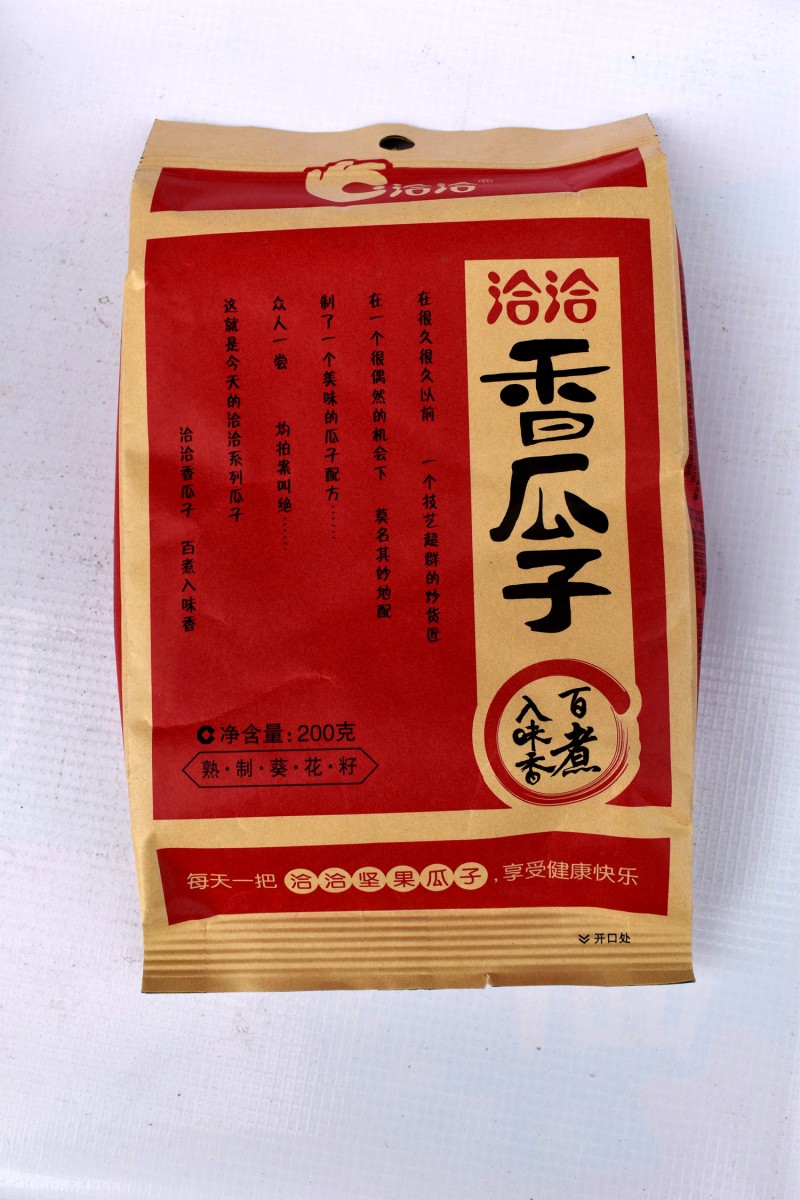 洽洽®
洽洽
香瓜子
百煮
入味香
在很久很久以前 一个技艺超群的炒货匠
在一个很偶然的机会下 莫名其妙地配
制了一个美味的瓜子配方……
众人一尝 均拍案叫绝……
这就是今天的洽洽系列瓜子
洽洽香瓜子 百煮入味香
净含量:200克
熟·制·葵·花·籽
每天一把 洽洽坚果瓜子,享受健康快乐
开口处